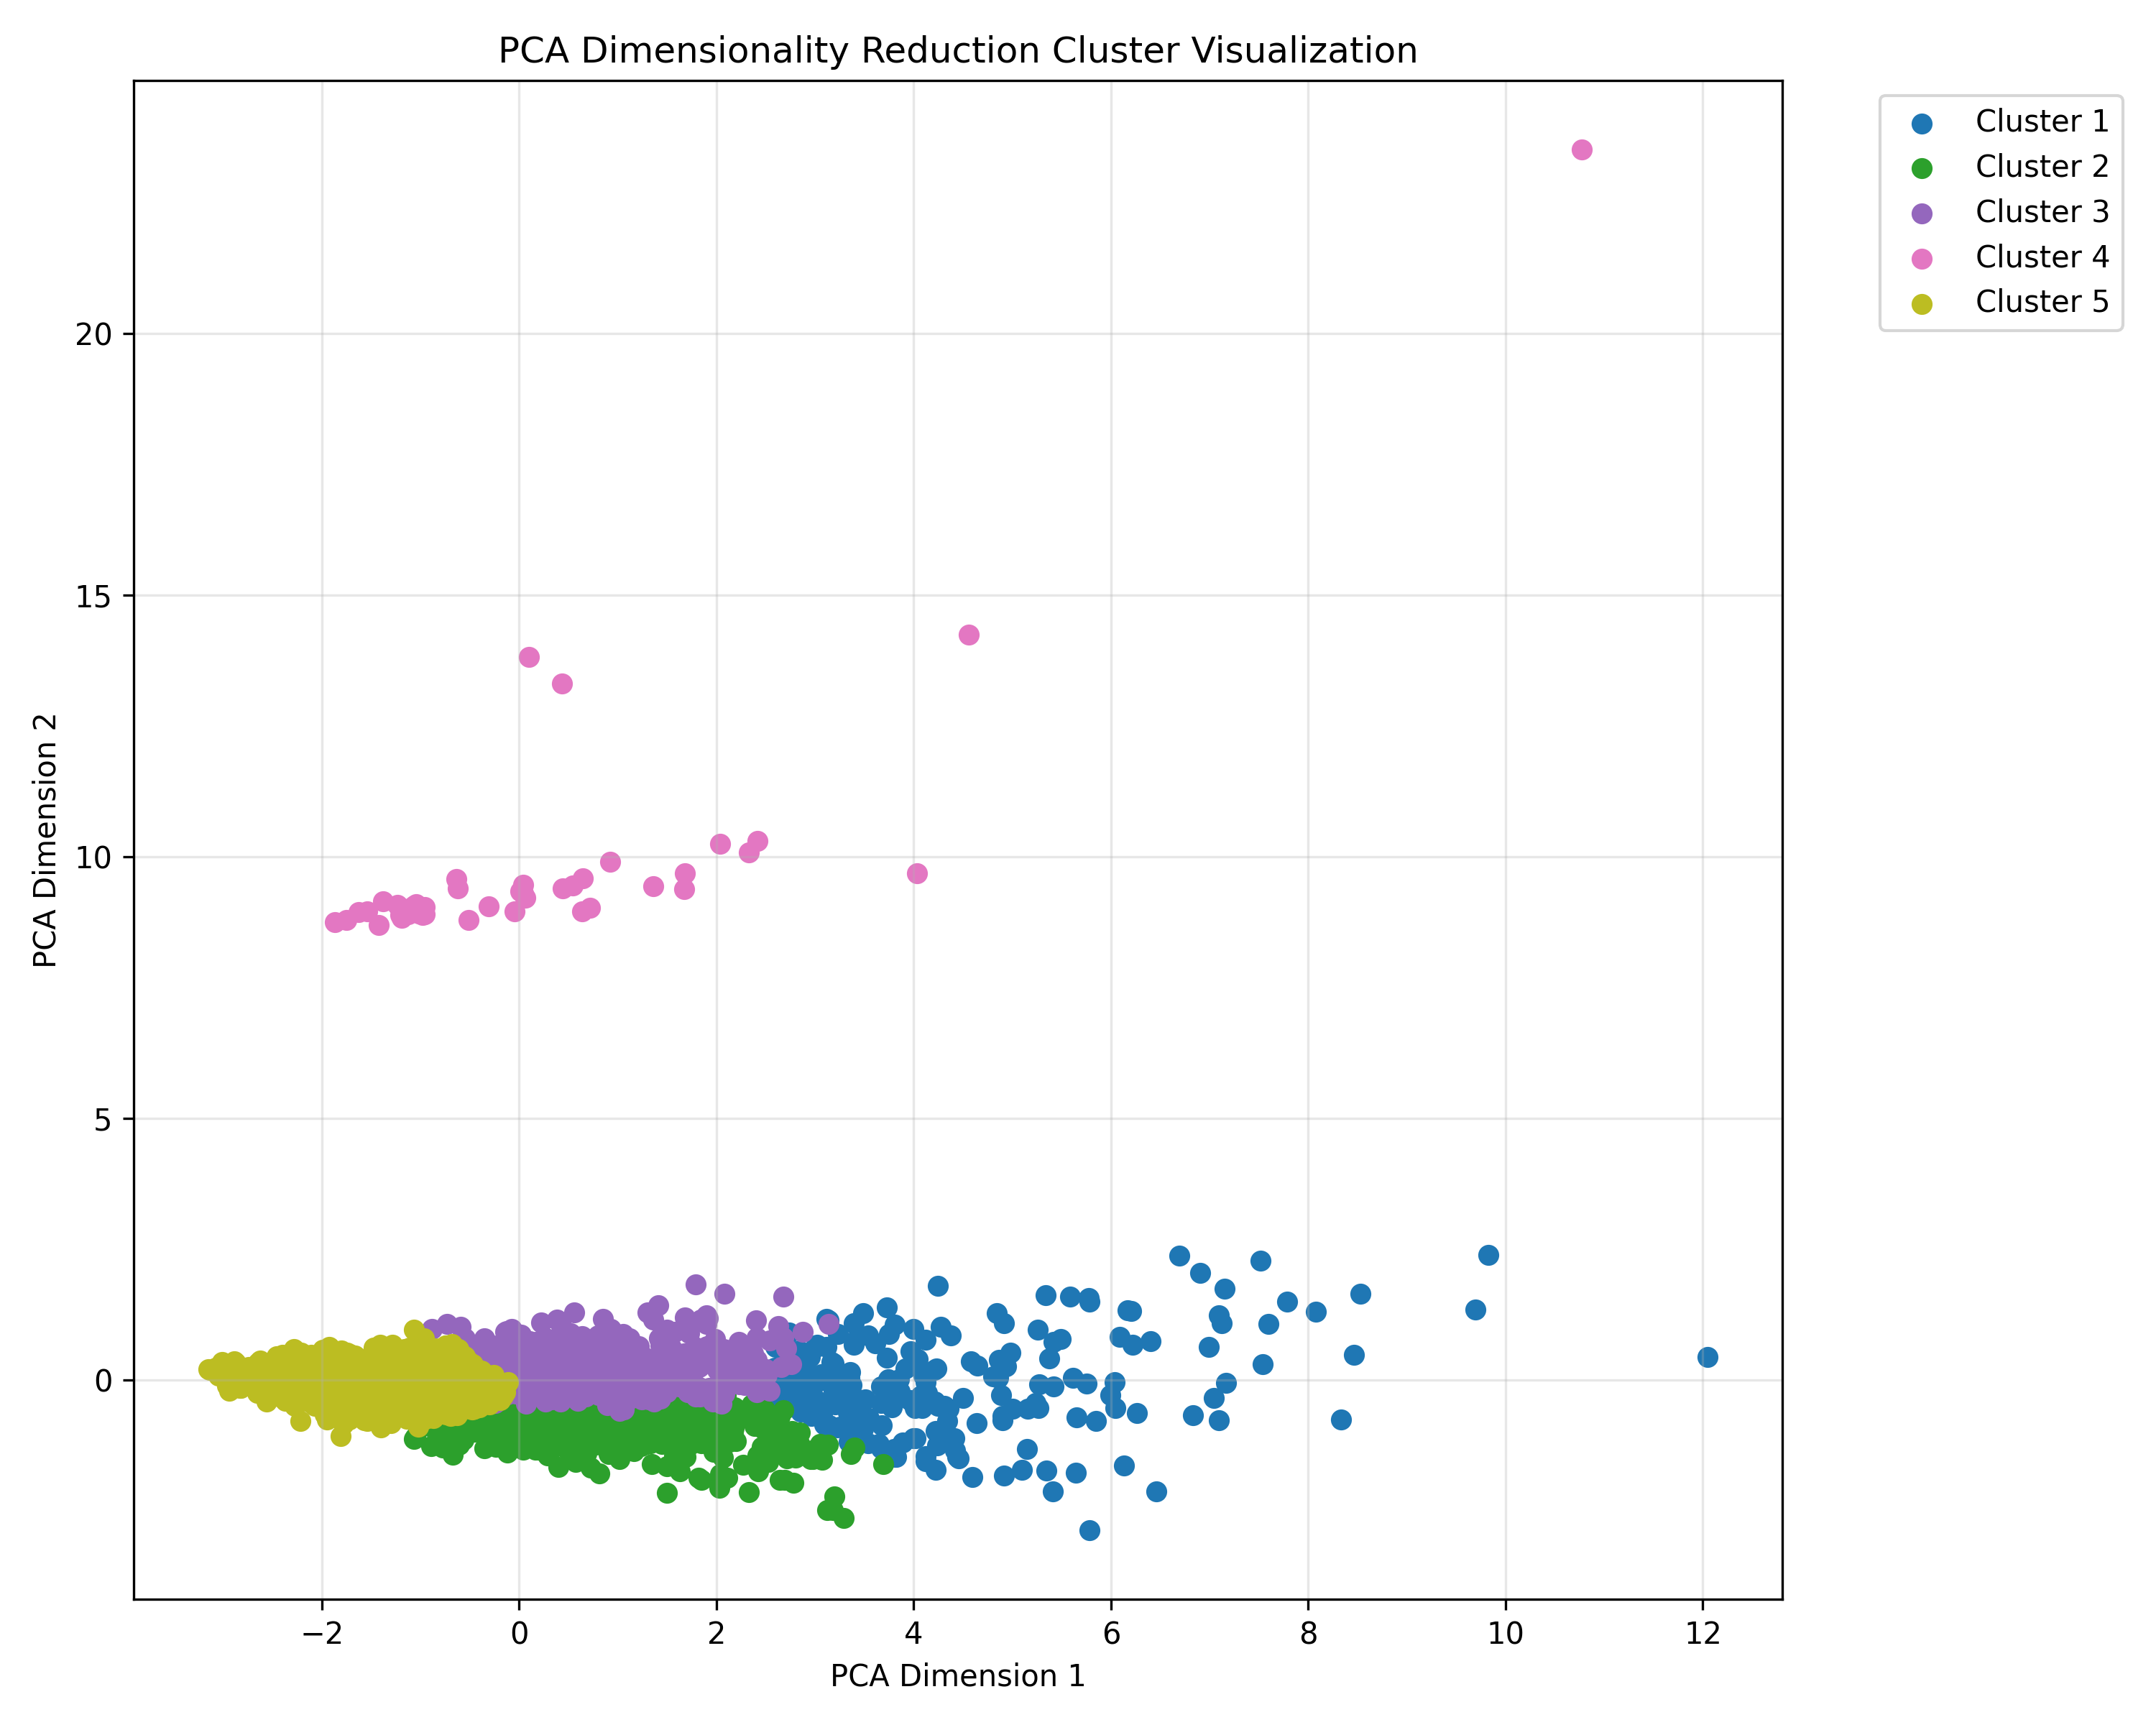 PCA Dimensionality Reduction Cluster Visualization
Cluster 1
Cluster 2
Cluster 3
Cluster 4
Cluster 5
20
15
10
5
0
PCA Dimension 2
−2 0 2 4 6 8 10 12
PCA Dimension 1